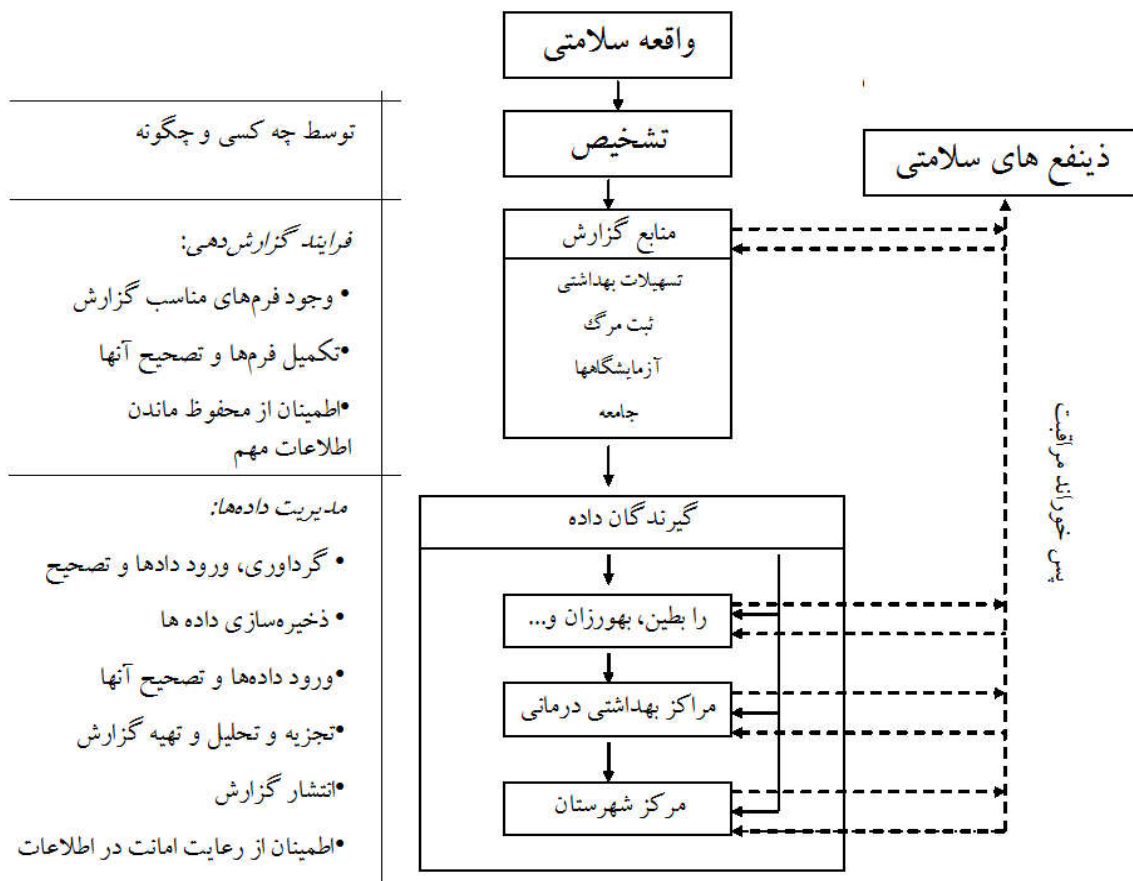 واقعه سلامتی
تشخیص
منابع گزارش
تسهیلات بهداشتی
ثبت مرگ
آزمایشگاهها
جامعه
گیرندگان داده
را بطین، بهورزان و...
مراکز بهداشتی درمانی
مرکز شهرستان
ذینفع های سلامتی
پس خوراند مراقبت
توسط چه کسی و چگونه
فرایند گزارش‌دهی:
• وجود فرم‌های مناسب گزارش
•تکمیل فرم‌ها و تصحیح آنها
•اطمینان از محفوظ ماندن
اطلاعات مهم
مدیریت داده‌ها:
• گرداوری، ورود دادها و تصحیح
• ذخیره‌سازی داده ها
•ورود داده‌ها و تصحیح آنها
•تجزیه و تحلیل و تهیه گزارش
•انتشار گزارش
•اطمینان از رعایت امانت در اطلاعات